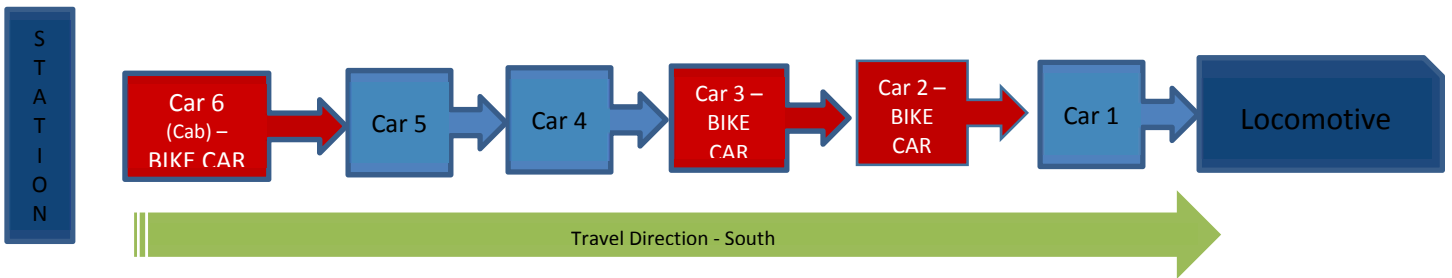 S
T
A
T
I
O
N
Car 6
(Cab) –
BIKE CAR
Car 5
Car 4
Car 3 –
BIKE
CAR
Car 2 –
BIKE
CAR
Car 1
Locomotive
Travel Direction - South